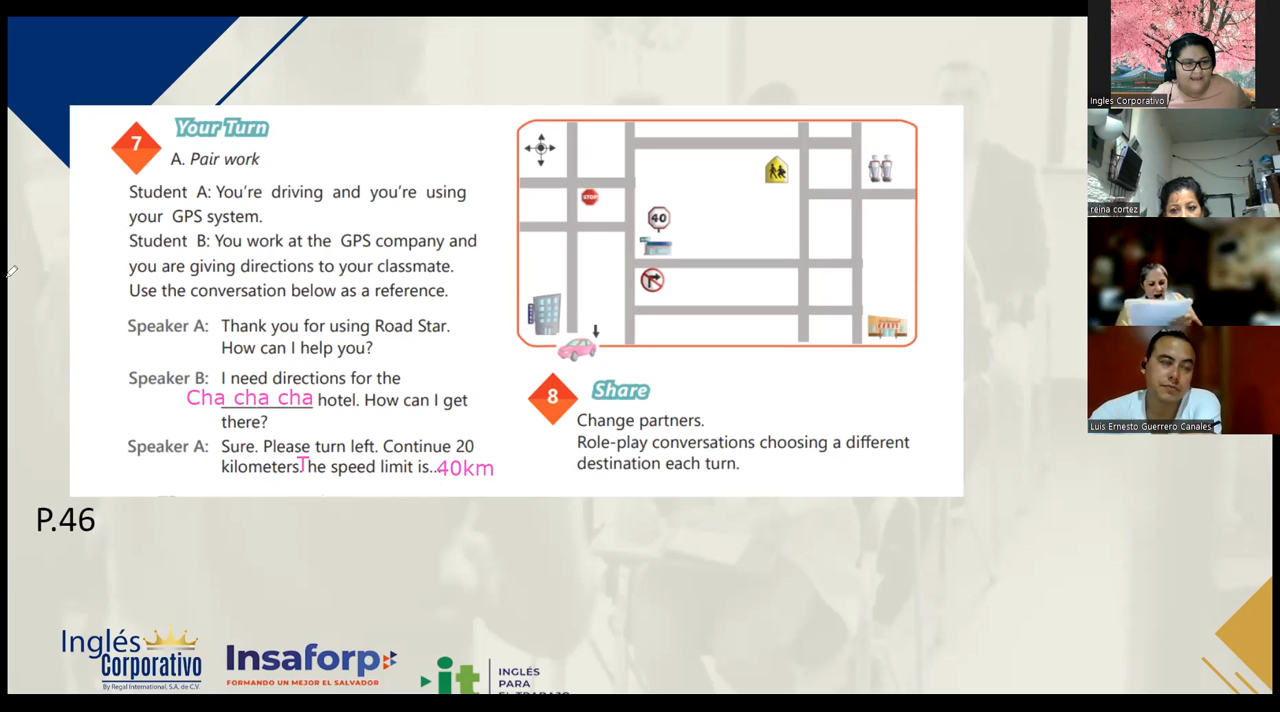 7
Your Turn
A. Pair work
Student A: You're driving and you're using
your GPS system.
Student B: You work at the GPS company and
you are giving directions to your classmate.
Use the conversation below as a reference.
Speaker A: Thank you for using Road Star.
How can I help you?
Speaker B: I need directions for the
Cha cha cha hotel. How can I get
there?
Speaker A: Sure. Please turn left. Continue 20
kilometers.The speed limit is...40km
STOP
40
8
Share
Change partners.
Role-play conversations choosing a different
destination each turn.
P.46
Inglés
Corporativo
By Regal International, S.A. de C.V.
Insaforp
FORMANDO UN MEJOR EL SALVADOR
it
INGLÉS
PARA
EL TRABAJO
Ingles Corporativo
reina cortez
Luis Ernesto Guerrero Canales